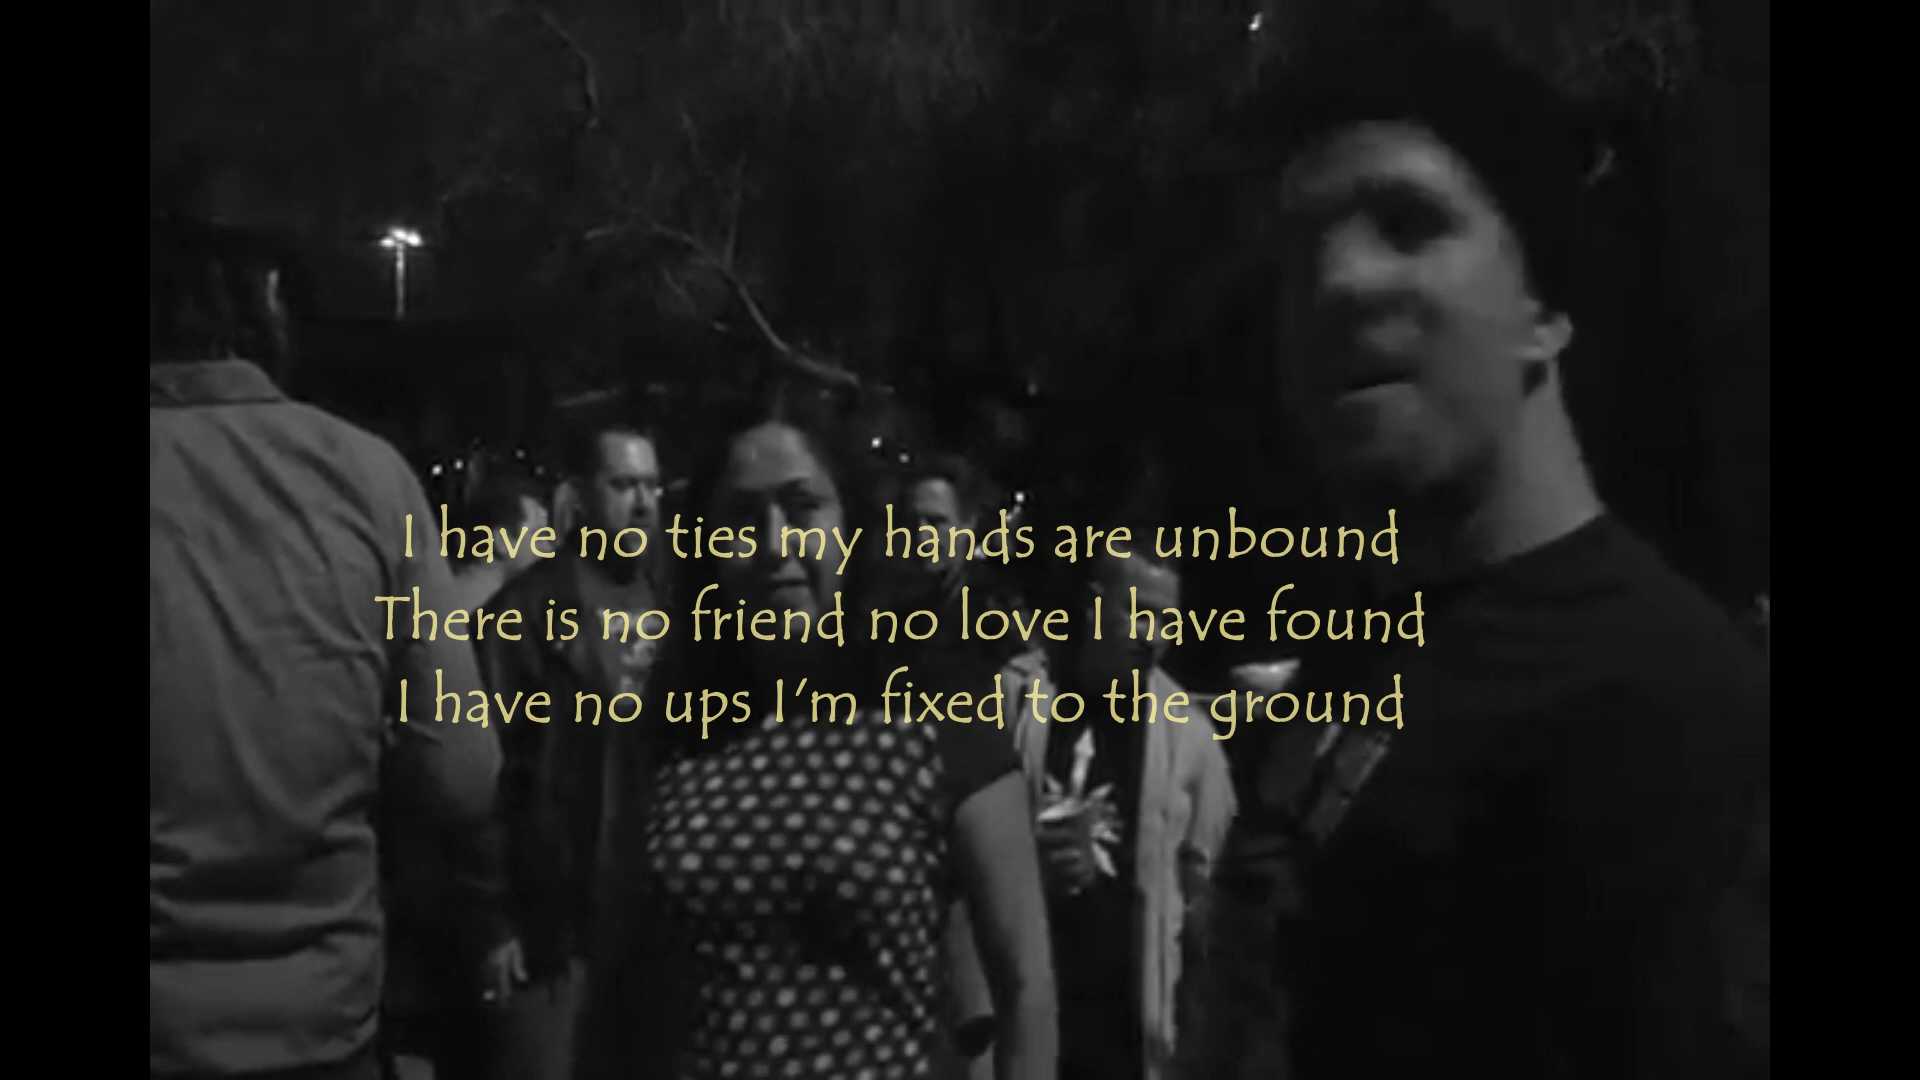 I have no ties my hands are unbound
There is no friend no love I have found
I have no ups I'm fixed to the ground